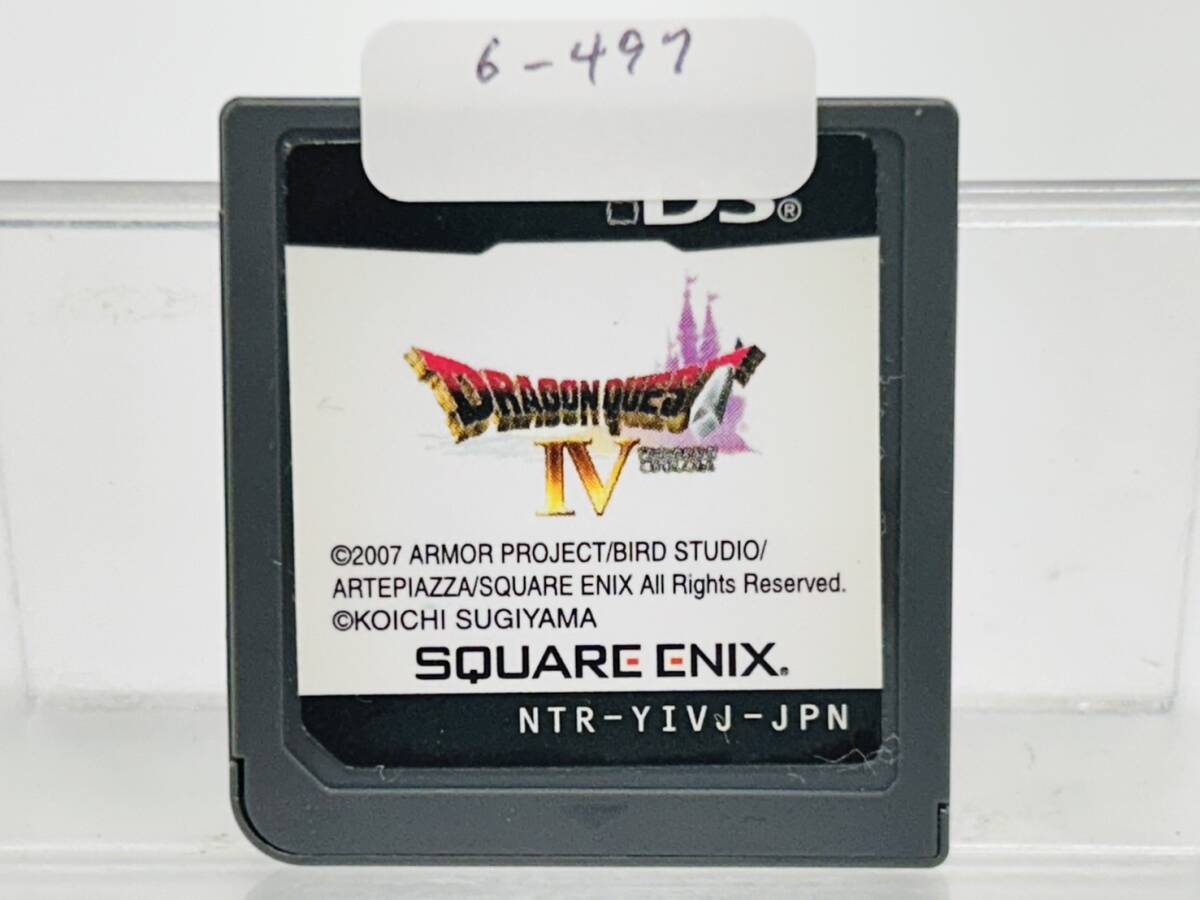 6-497
DS®
DRAGON QUEST
IV
©2007 ARMOR PROJECT/BIRD STUDIO/
ARTEPIAZZA/SQUARE ENIX All Rights Reserved.
©KOICHI SUGIYAMA
SQUARE ENIX.
NTR-YIVJ-JPN